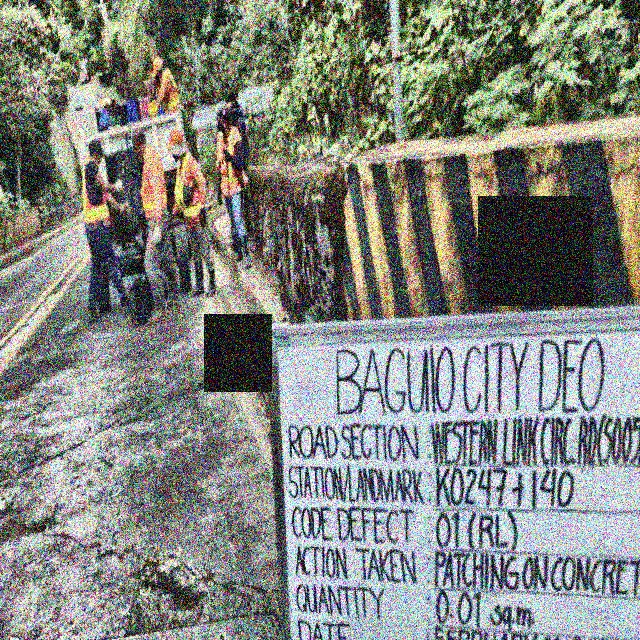 BAGUIO CITY DEO
ROAD SECTION WESTERN LINK CIRC. RD(S005
STATION/LANDMARK K0247+140
CODE DEFECT 01 (RL)
ACTION TAKEN PATCHING ON CONCRET
QUANTITY 0.01 sq.m
DATE